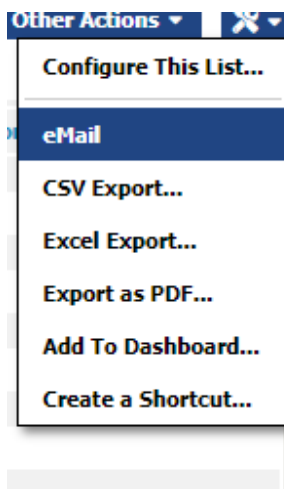 Other Actions
Configure This List...
eMail
CSV Export...
Excel Export...
Export as PDF...
Add To Dashboard...
Create a Shortcut...